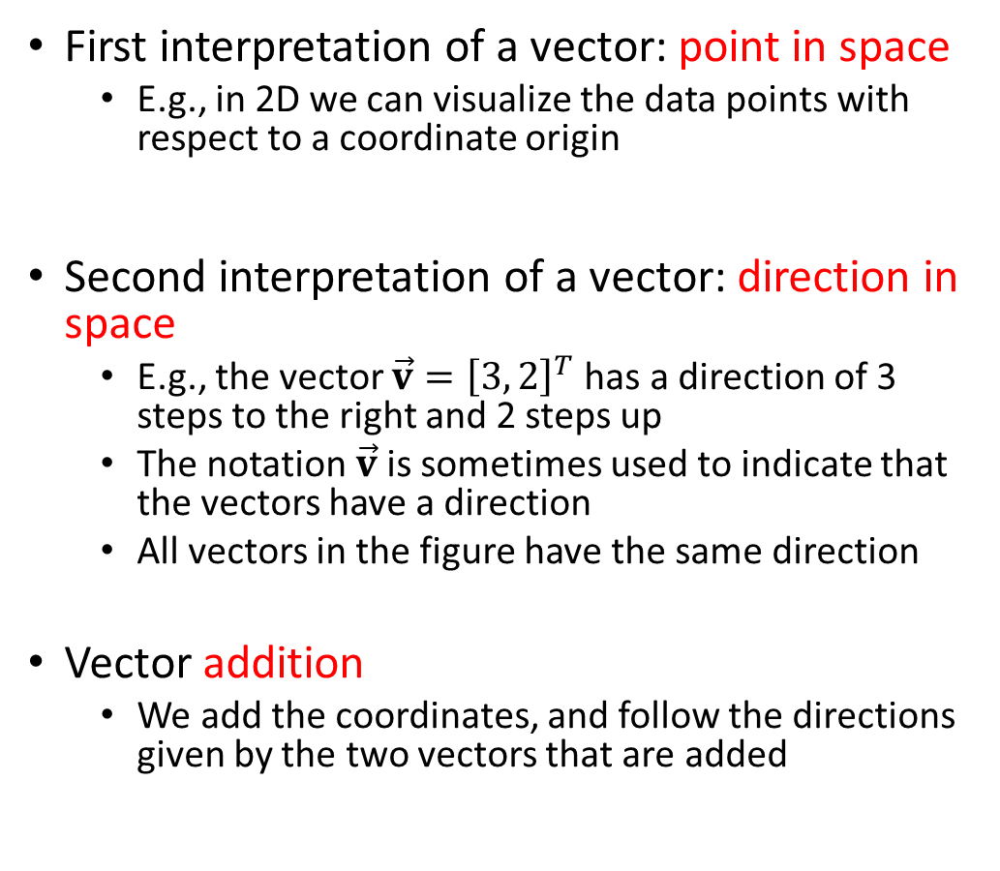 • First interpretation of a vector: point in space
• E.g., in 2D we can visualize the data points with
respect to a coordinate origin
• Second interpretation of a vector: direction in
space
• E.g., the vector v⃗ = [3, 2]ᵀ has a direction of 3
steps to the right and 2 steps up
• The notation v⃗ is sometimes used to indicate that
the vectors have a direction
• All vectors in the figure have the same direction
• Vector addition
• We add the coordinates, and follow the directions
given by the two vectors that are added